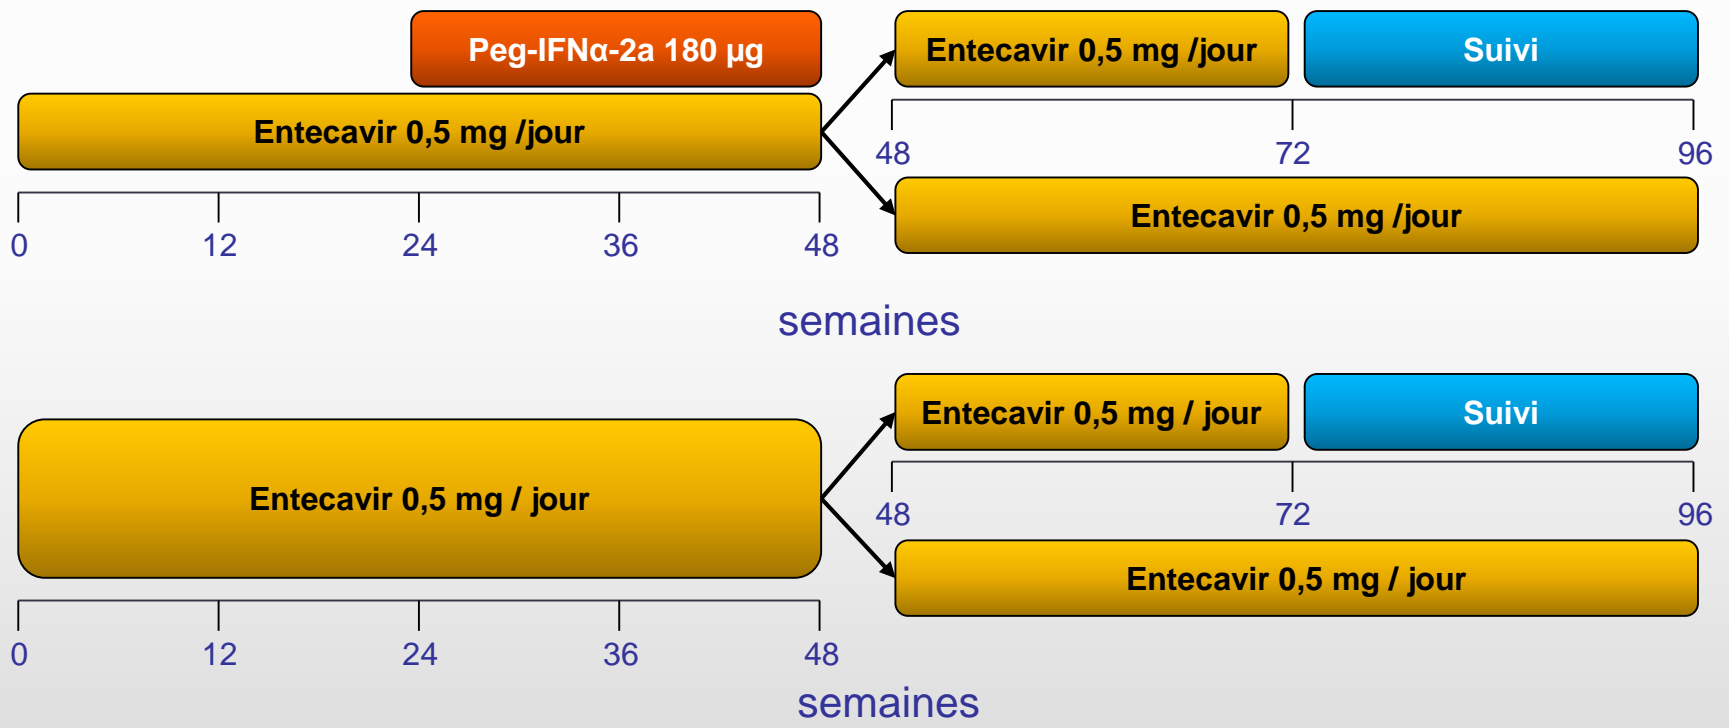 Peg-IFNα-2a 180 µg
Entecavir 0,5 mg /jour
0 12 24 36 48
Entecavir 0,5 mg /jour
Suivi
48 72 96
Entecavir 0,5 mg /jour
semaines
Entecavir 0,5 mg / jour
0 12 24 36 48
Entecavir 0,5 mg / jour
Suivi
48 72 96
Entecavir 0,5 mg / jour
semaines